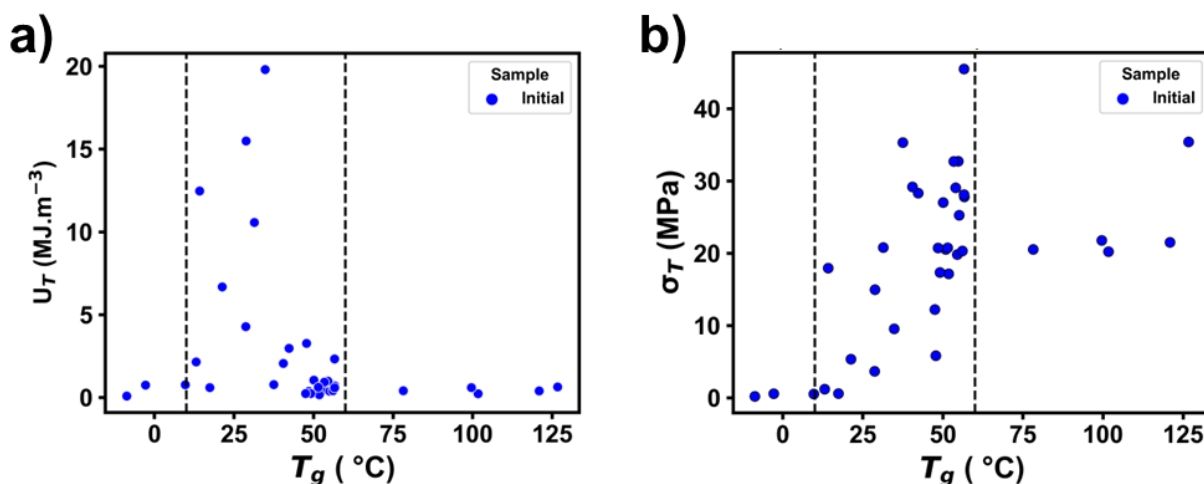 a)
U_T (MJ.m⁻³)
20
15
10
5
0
Sample
Initial
0 25 50 75 100 125
T_g ( °C)
b)
σ_T (MPa)
40
30
20
10
0
Sample
Initial
0 25 50 75 100 125
T_g ( °C)